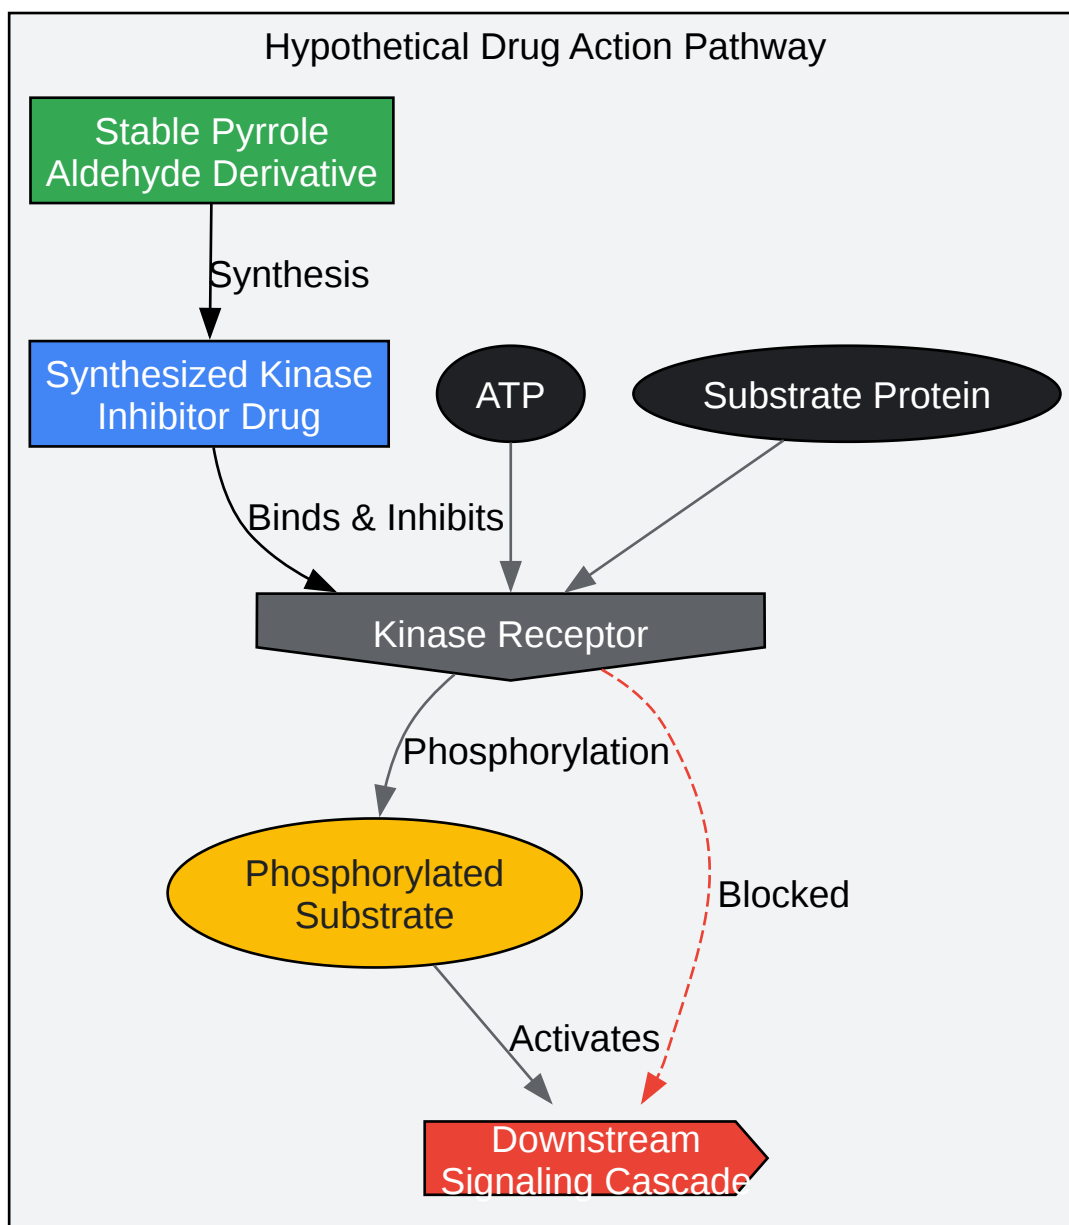 Hypothetical Drug Action Pathway
Stable Pyrrole
Aldehyde Derivative
Synthesis
Synthesized Kinase
Inhibitor Drug
ATP
Substrate Protein
Binds & Inhibits
Kinase Receptor
Phosphorylation
Phosphorylated
Substrate
Blocked
Activates
Downstream
Signaling Cascade